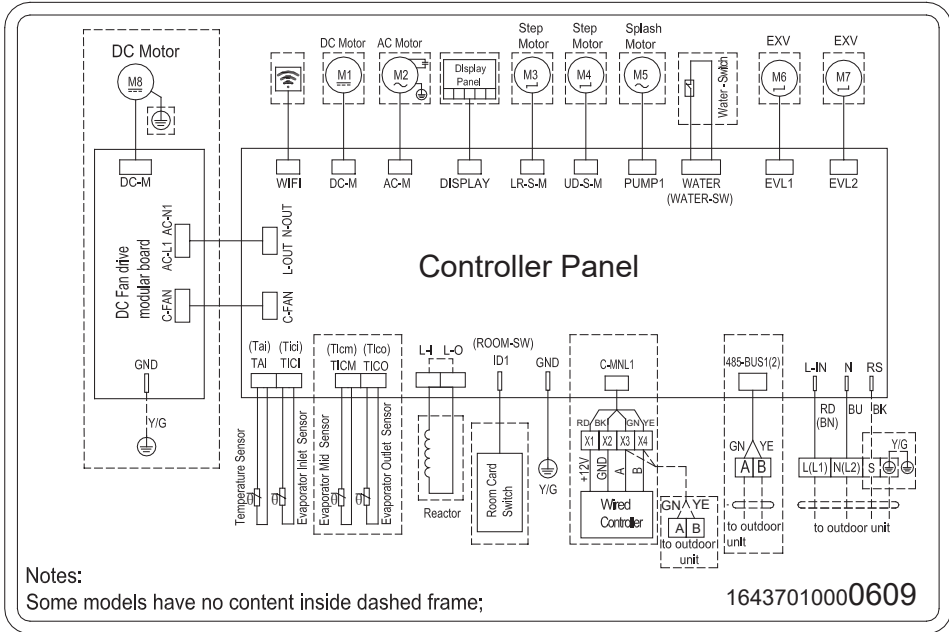 DC Motor
M8
DC-M
DC Fan drive
modular board
AC-L1 AC-N1
C-FAN
GND
Y/G
L-OUT N-OUT
C-FAN
WIFI
DC Motor
M1
DC-M
AC Motor
M2
AC-M
Display
Panel
DISPLAY
Step
Motor
M3
LR-S-M
Step
Motor
M4
UD-S-M
Splash
Motor
M5
PUMP1
Water -Switch
WATER
(WATER-SW)
EXV
M6
EVL1
EXV
M7
EVL2
Controller Panel
(Tai) (Tici)
TAI TICI
Temperature Sensor
Evaporator Inlet Sensor
(TIcm) (TIco)
TICM TICO
Evaporator Mid Sensor
Evaporator Outlet Sensor
L-I L-O
Reactor
(ROOM-SW)
ID1
Room Card
Switch
GND
Y/G
C-MNL1
RD BK GN YE
X1 X2 X3 X4
+12V GND A B
Wired
Controller
GN YE
A B
to outdoor
unit
485-BUS1(2)
GN YE
A B
to outdoor
unit
L-IN N RS
RD
(BN)
BU BK
Y/G
L(L1) N(L2) S
to outdoor unit
Notes:
Some models have no content inside dashed frame;
16437010000609